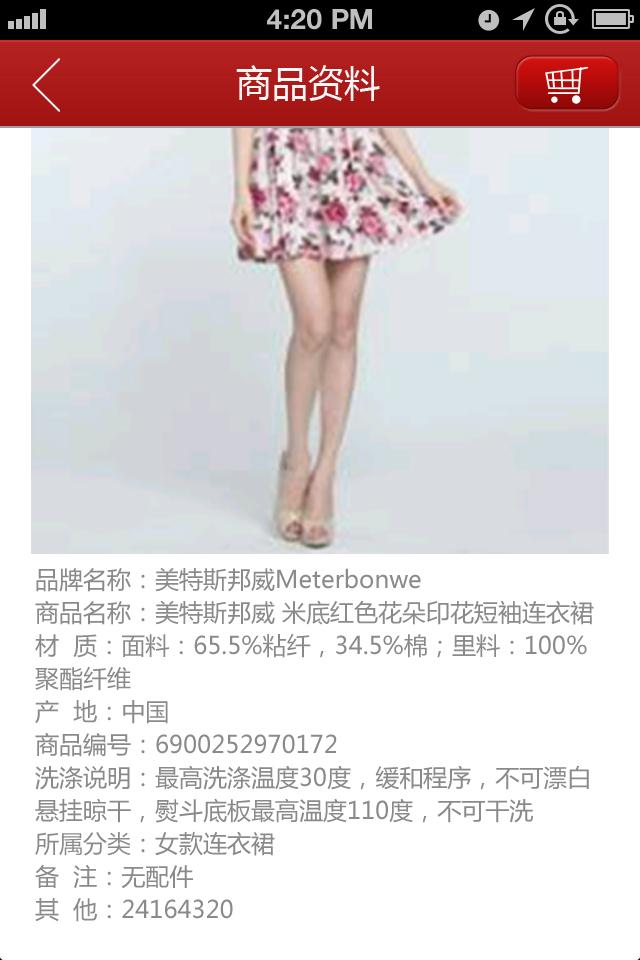 4:20 PM
商品资料
品牌名称：美特斯邦威Meterbonwe
商品名称：美特斯邦威 米底红色花朵印花短袖连衣裙
材 质：面料：65.5%粘纤，34.5%棉；里料：100%
聚酯纤维
产 地：中国
商品编号：6900252970172
洗涤说明：最高洗涤温度30度，缓和程序，不可漂白
悬挂晾干，熨斗底板最高温度110度，不可干洗
所属分类：女款连衣裙
备 注：无配件
其 他：24164320